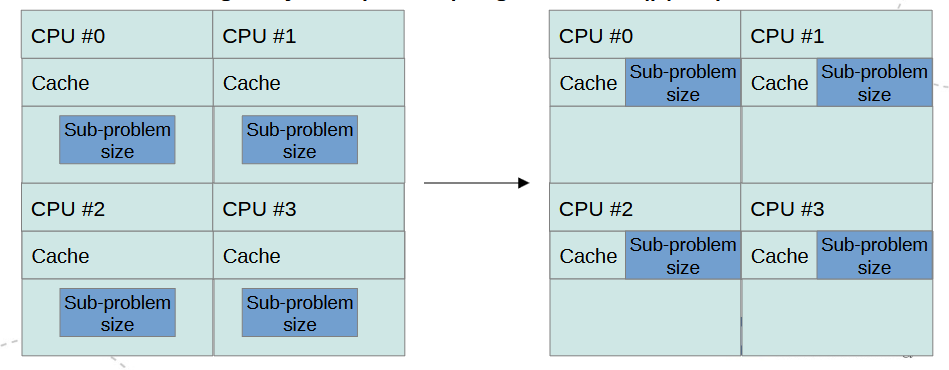 CPU #0
CPU #1
Cache
Cache
Sub-problem
size
Sub-problem
size
CPU #2
CPU #3
Cache
Cache
Sub-problem
size
Sub-problem
size
CPU #0
CPU #1
Cache
Sub-problem
size
Cache
Sub-problem
size
CPU #2
CPU #3
Cache
Sub-problem
size
Cache
Sub-problem
size